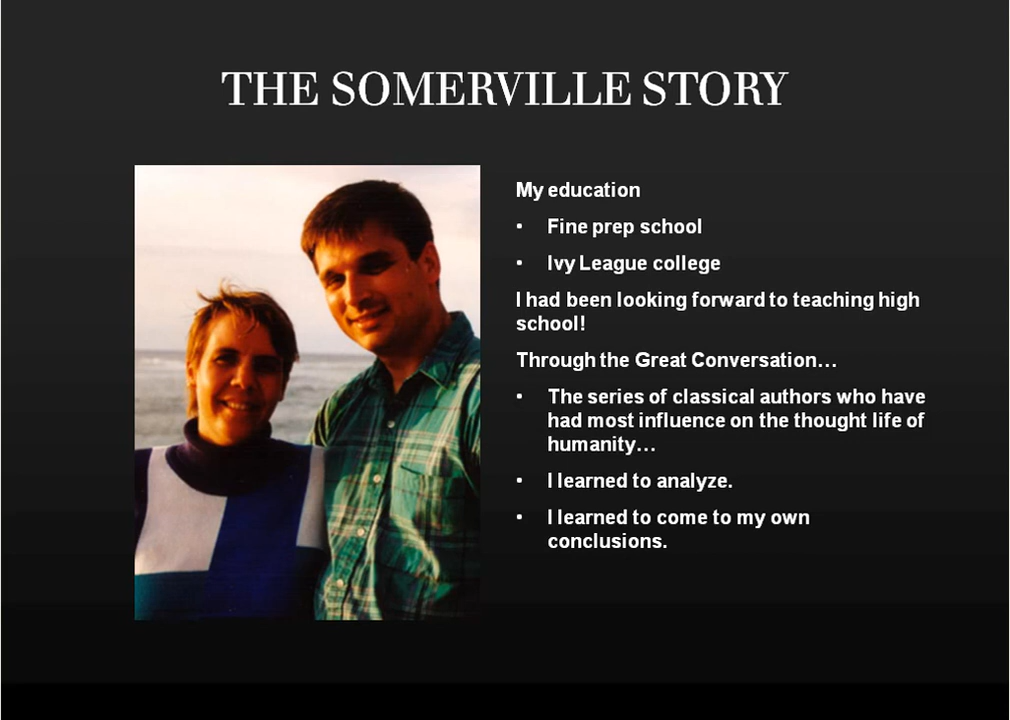 THE SOMERVILLE STORY
My education
• Fine prep school
• Ivy League college
I had been looking forward to teaching high
school!
Through the Great Conversation…
• The series of classical authors who have
had most influence on the thought life of
humanity…
• I learned to analyze.
• I learned to come to my own
conclusions.